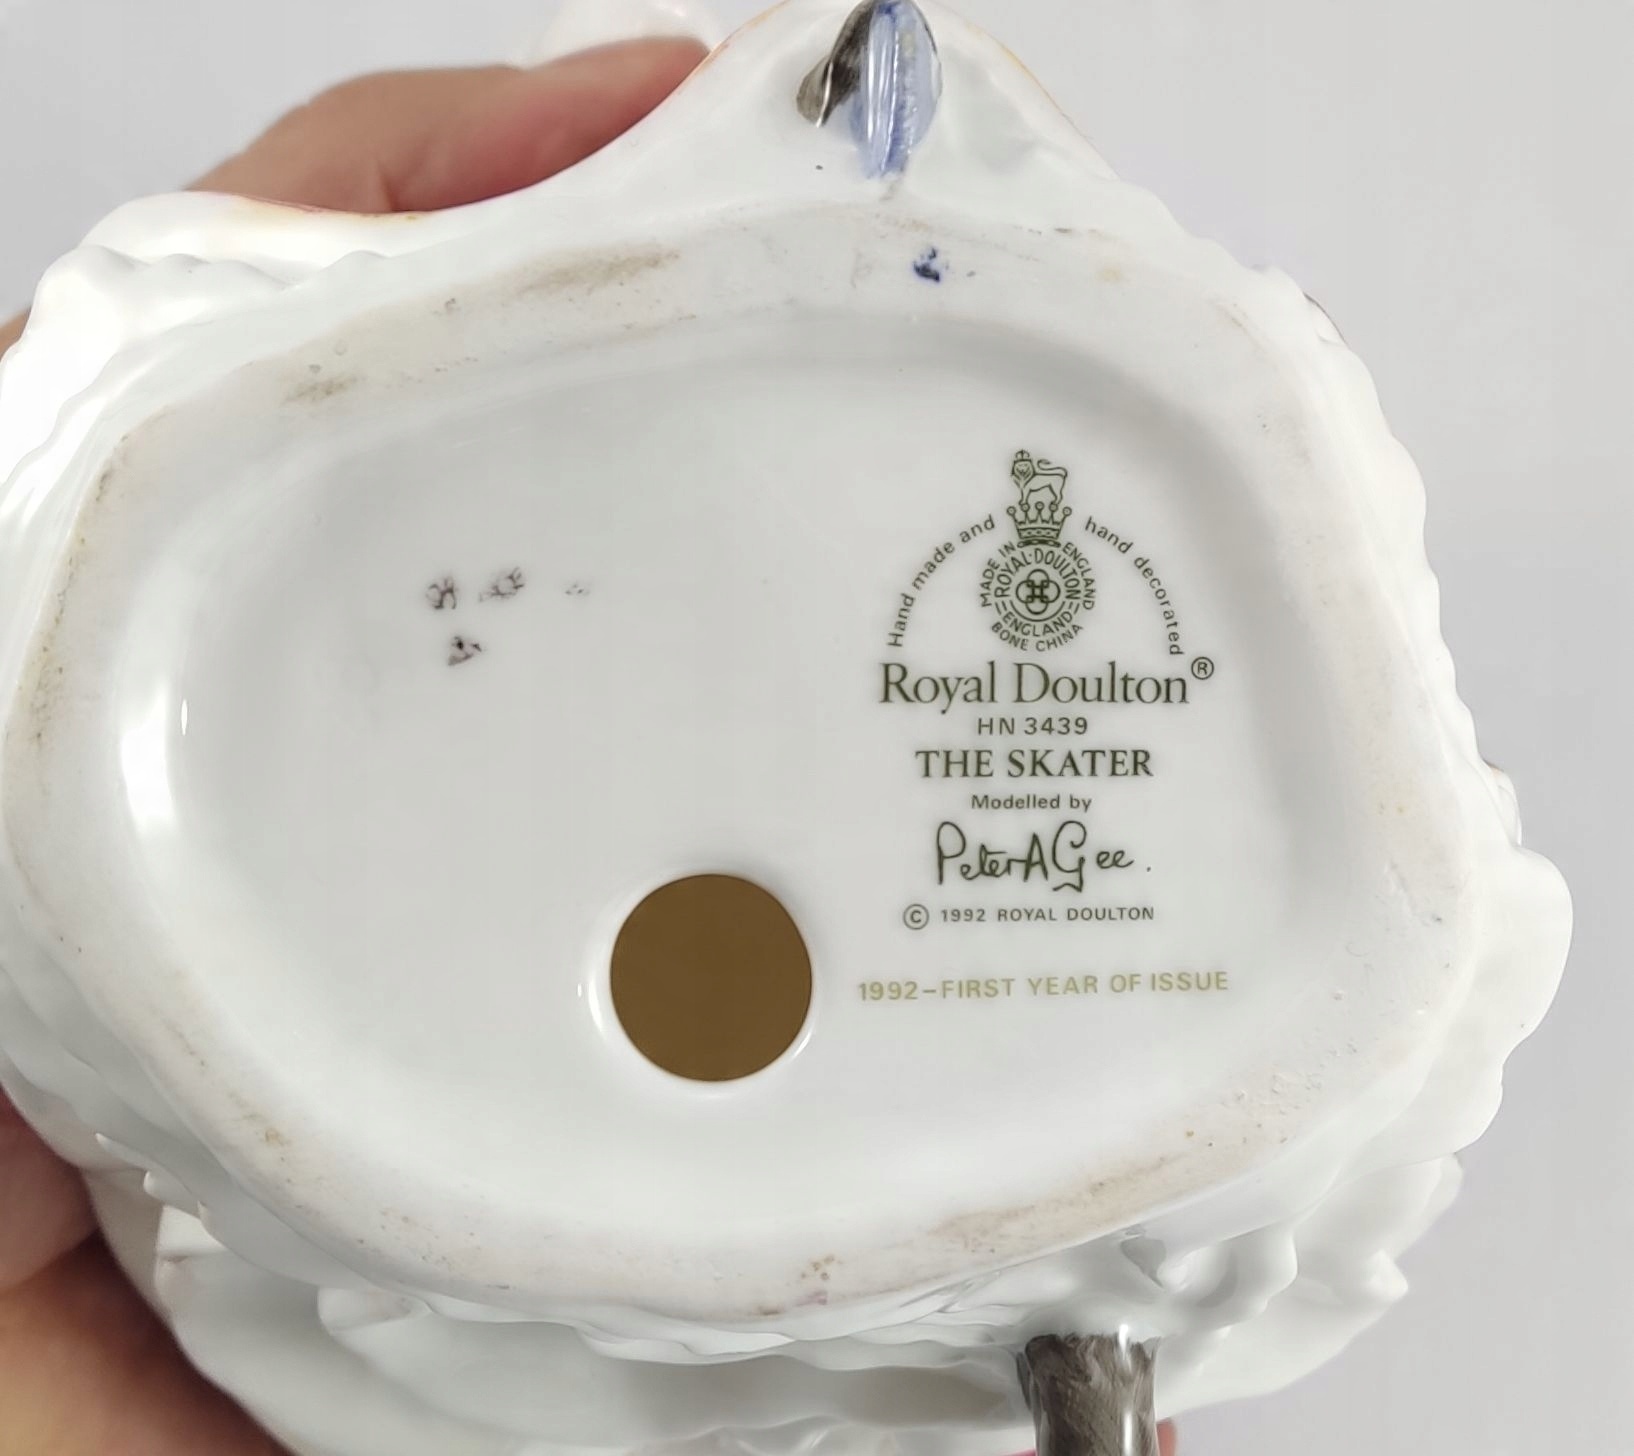 Hand made and hand decorated
MADE IN ENGLAND
ROYAL·DOULTON
ENGLAND
BONE CHINA
Royal Doulton®
HN 3439
THE SKATER
Modelled by
Peter A Gee.
© 1992 ROYAL DOULTON
1992–FIRST YEAR OF ISSUE